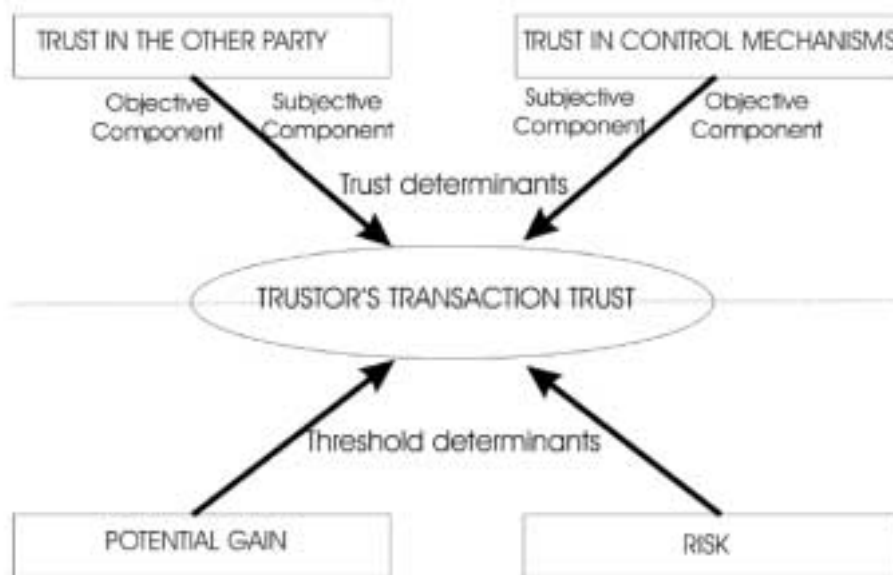 TRUST IN THE OTHER PARTY
TRUST IN CONTROL MECHANISMS
Objective
Component
Subjective
Component
Subjective
Component
Objective
Component
Trust determinants
TRUSTOR'S TRANSACTION TRUST
Threshold determinants
POTENTIAL GAIN
RISK